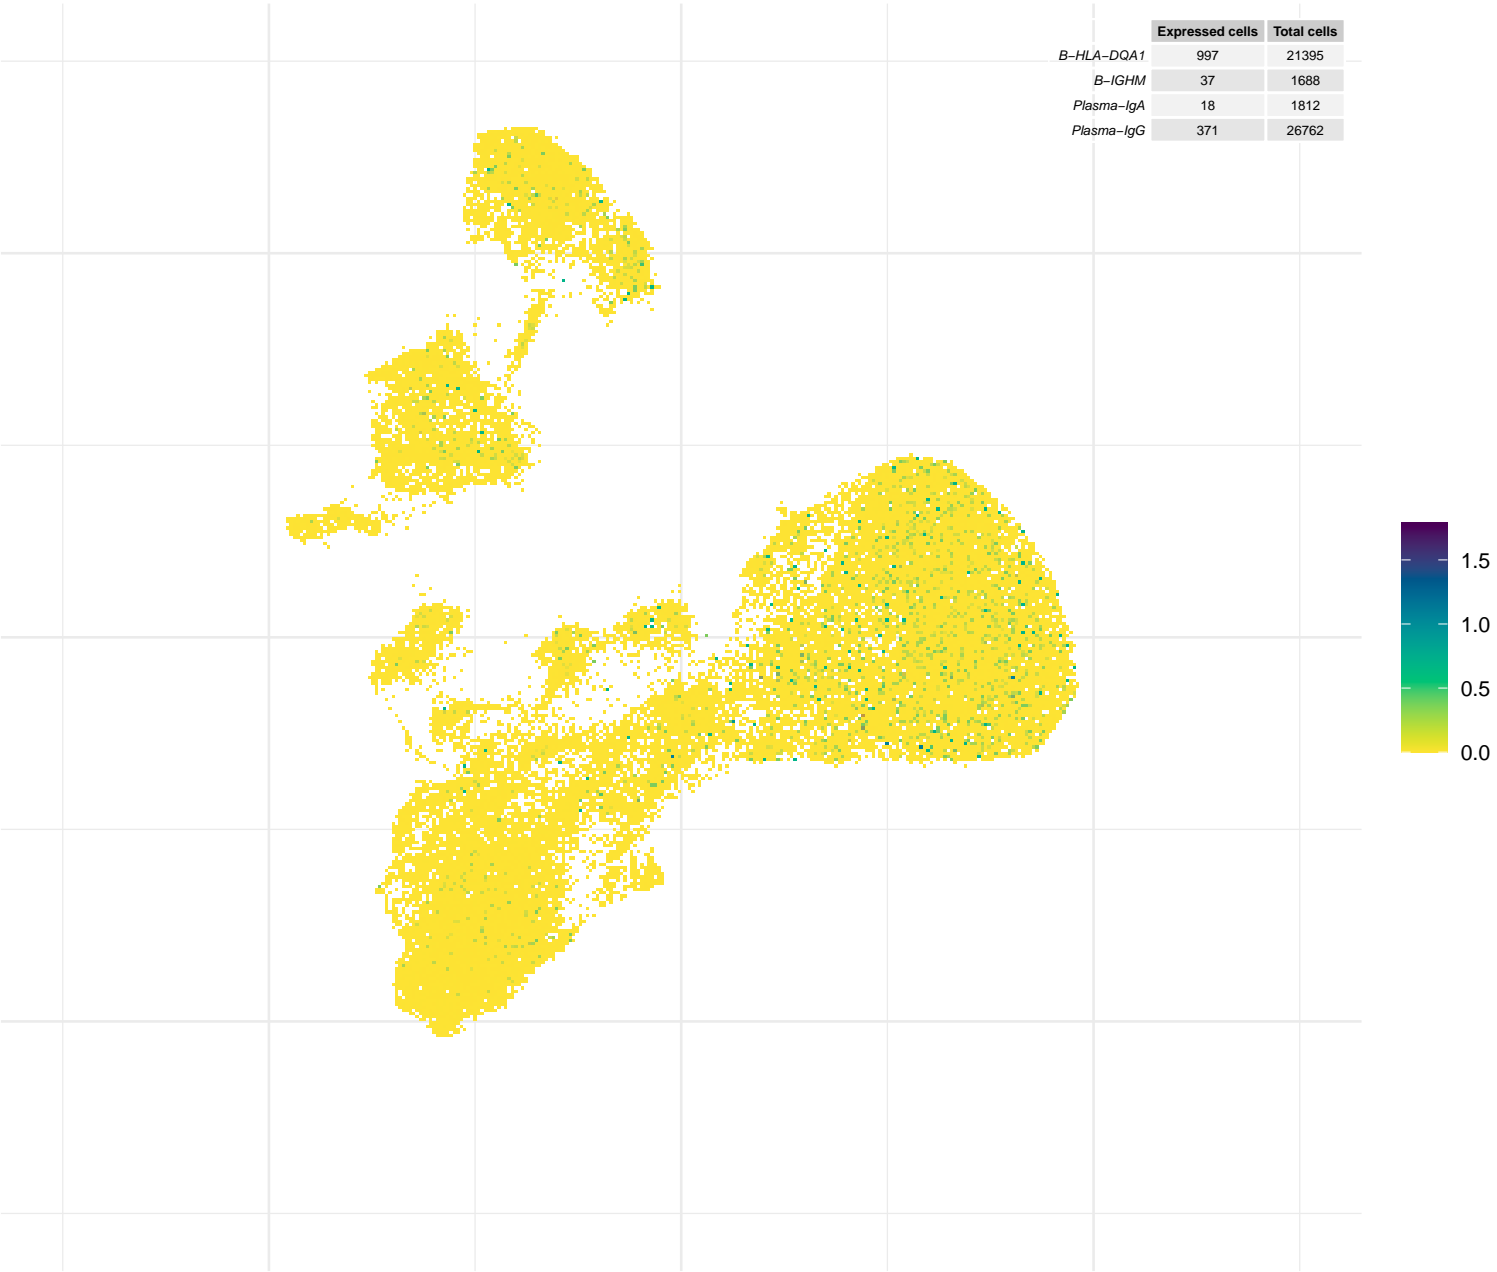 Expressed cells Total cells
B−HLA−DQA1 997 21395
B−IGHM 37 1688
Plasma−IgA 18 1812
Plasma−IgG 371 26762
1.5
1.0
0.5
0.0